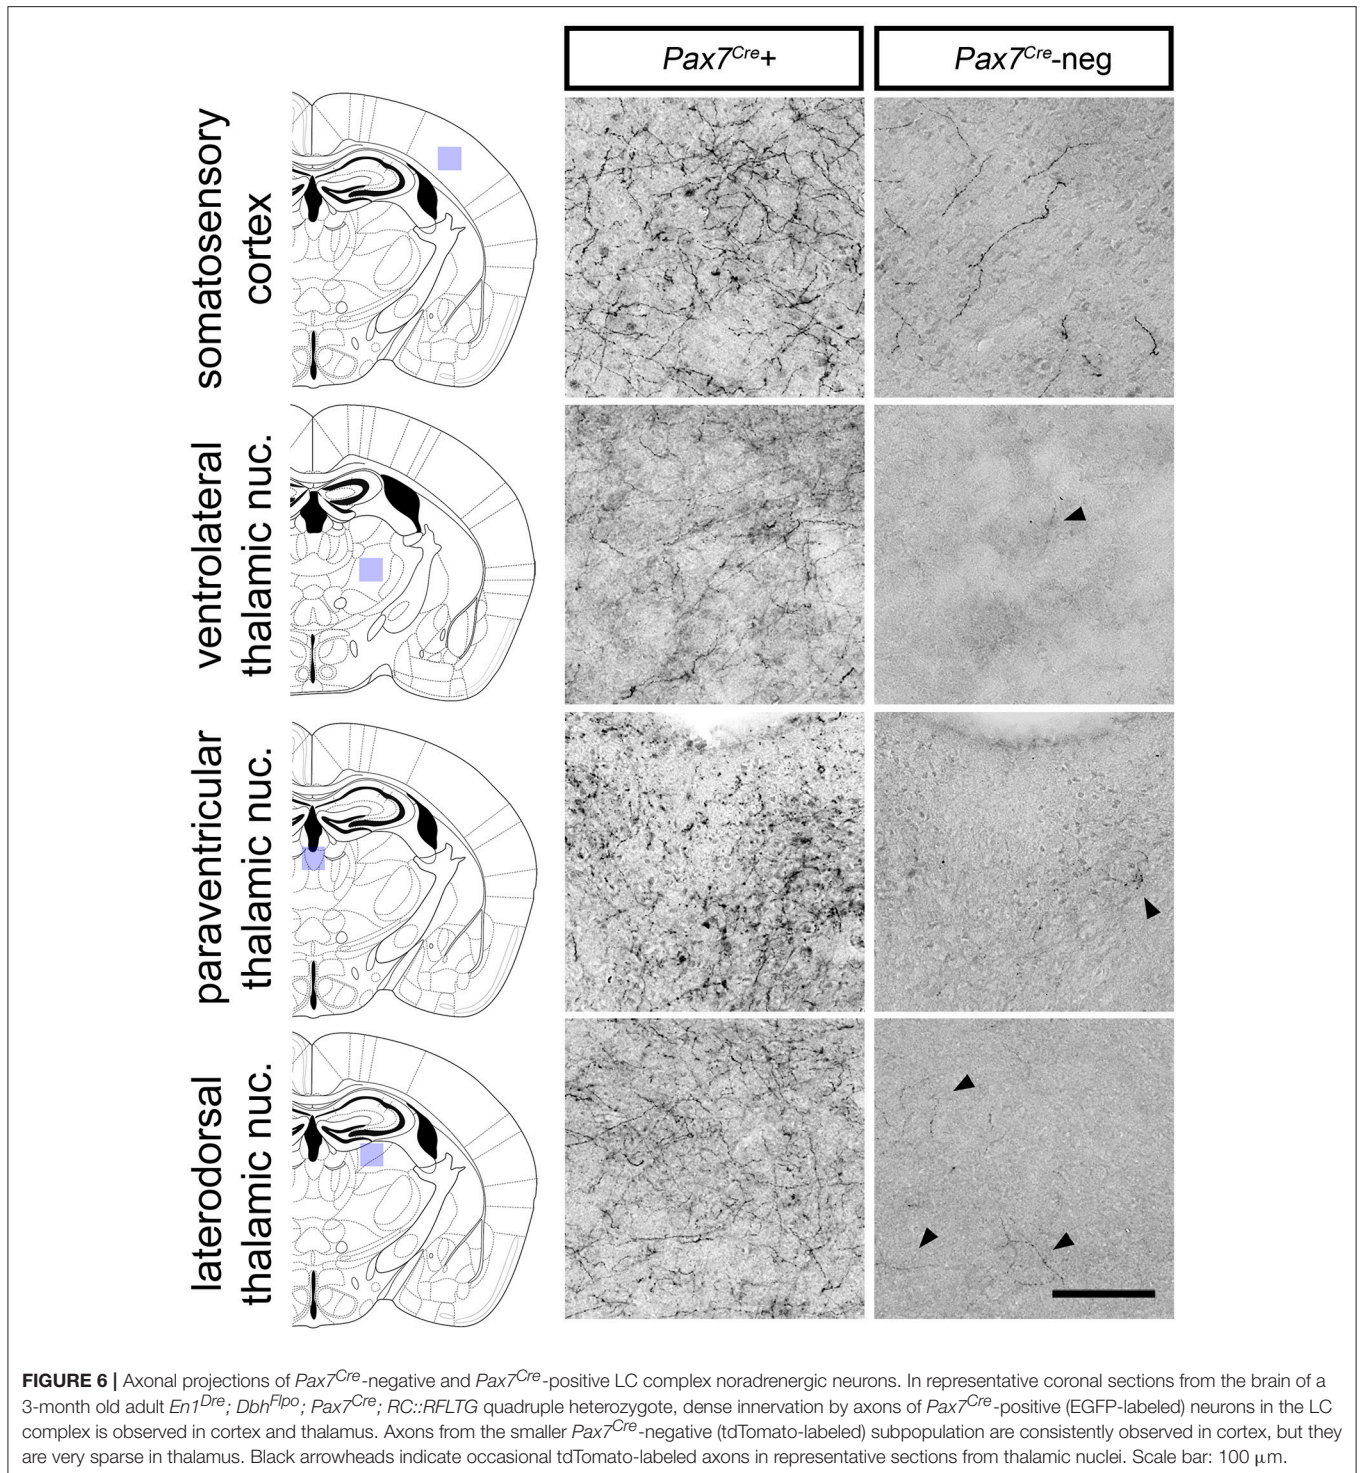 Pax7Cre+
Pax7Cre-neg
somatosensory
cortex
ventrolateral
thalamic nuc.
paraventricular
thalamic nuc.
laterodorsal
thalamic nuc.
FIGURE 6 | Axonal projections of Pax7Cre-negative and Pax7Cre-positive LC complex noradrenergic neurons. In representative coronal sections from the brain of a
3-month old adult En1Dre; DbhFlpo; Pax7Cre; RC::RFLTG quadruple heterozygote, dense innervation by axons of Pax7Cre-positive (EGFP-labeled) neurons in the LC
complex is observed in cortex and thalamus. Axons from the smaller Pax7Cre-negative (tdTomato-labeled) subpopulation are consistently observed in cortex, but they
are very sparse in thalamus. Black arrowheads indicate occasional tdTomato-labeled axons in representative sections from thalamic nuclei. Scale bar: 100 μm.